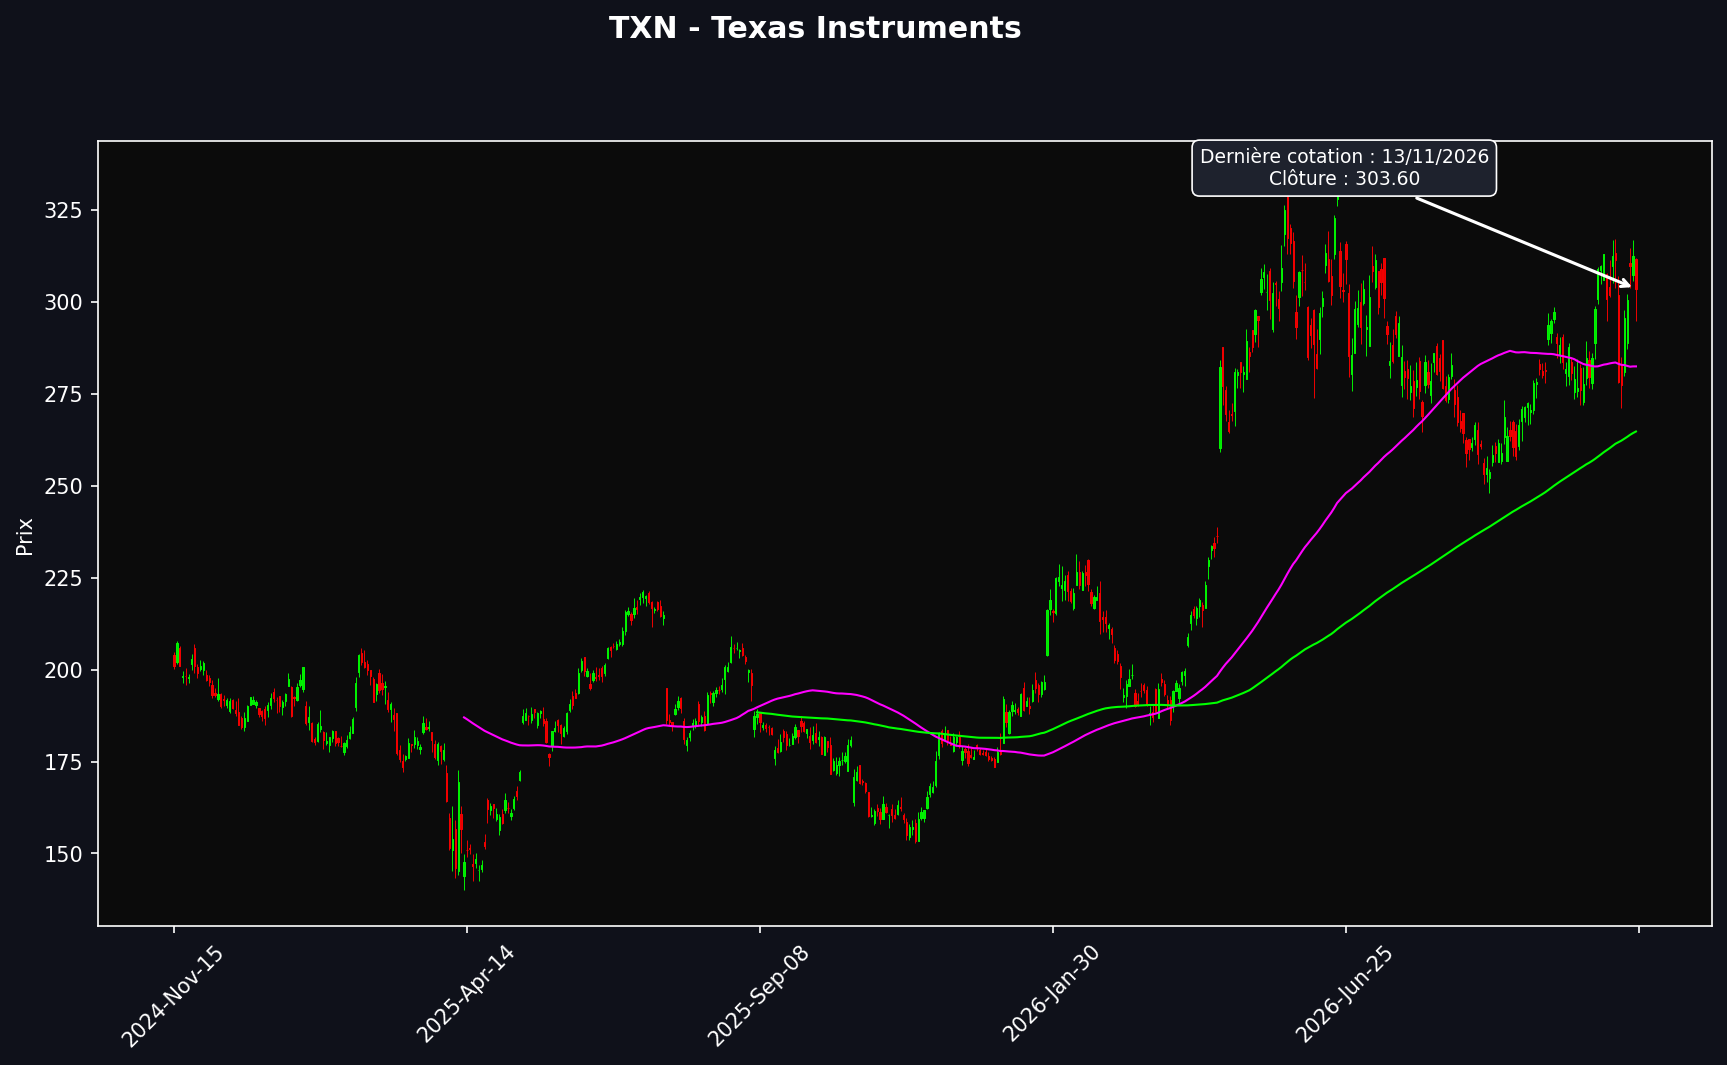 TXN - Texas Instruments
Dernière cotation : 13/11/2026
Clôture : 303.60
325
300
275
250
225
200
175
150
Prix
2024-Nov-15
2025-Apr-14
2025-Sep-08
2026-Jan-30
2026-Jun-25